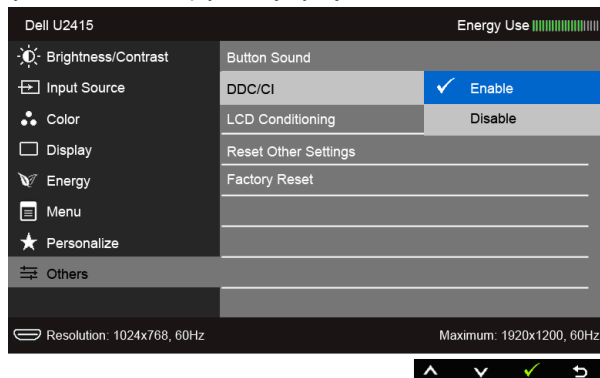 Dell U2415
Energy Use
Brightness/Contrast
Input Source
Color
Display
Energy
Menu
Personalize
Others
Button Sound
DDC/CI
LCD Conditioning
Reset Other Settings
Factory Reset
Enable
Disable
Resolution: 1024x768, 60Hz
Maximum: 1920x1200, 60Hz